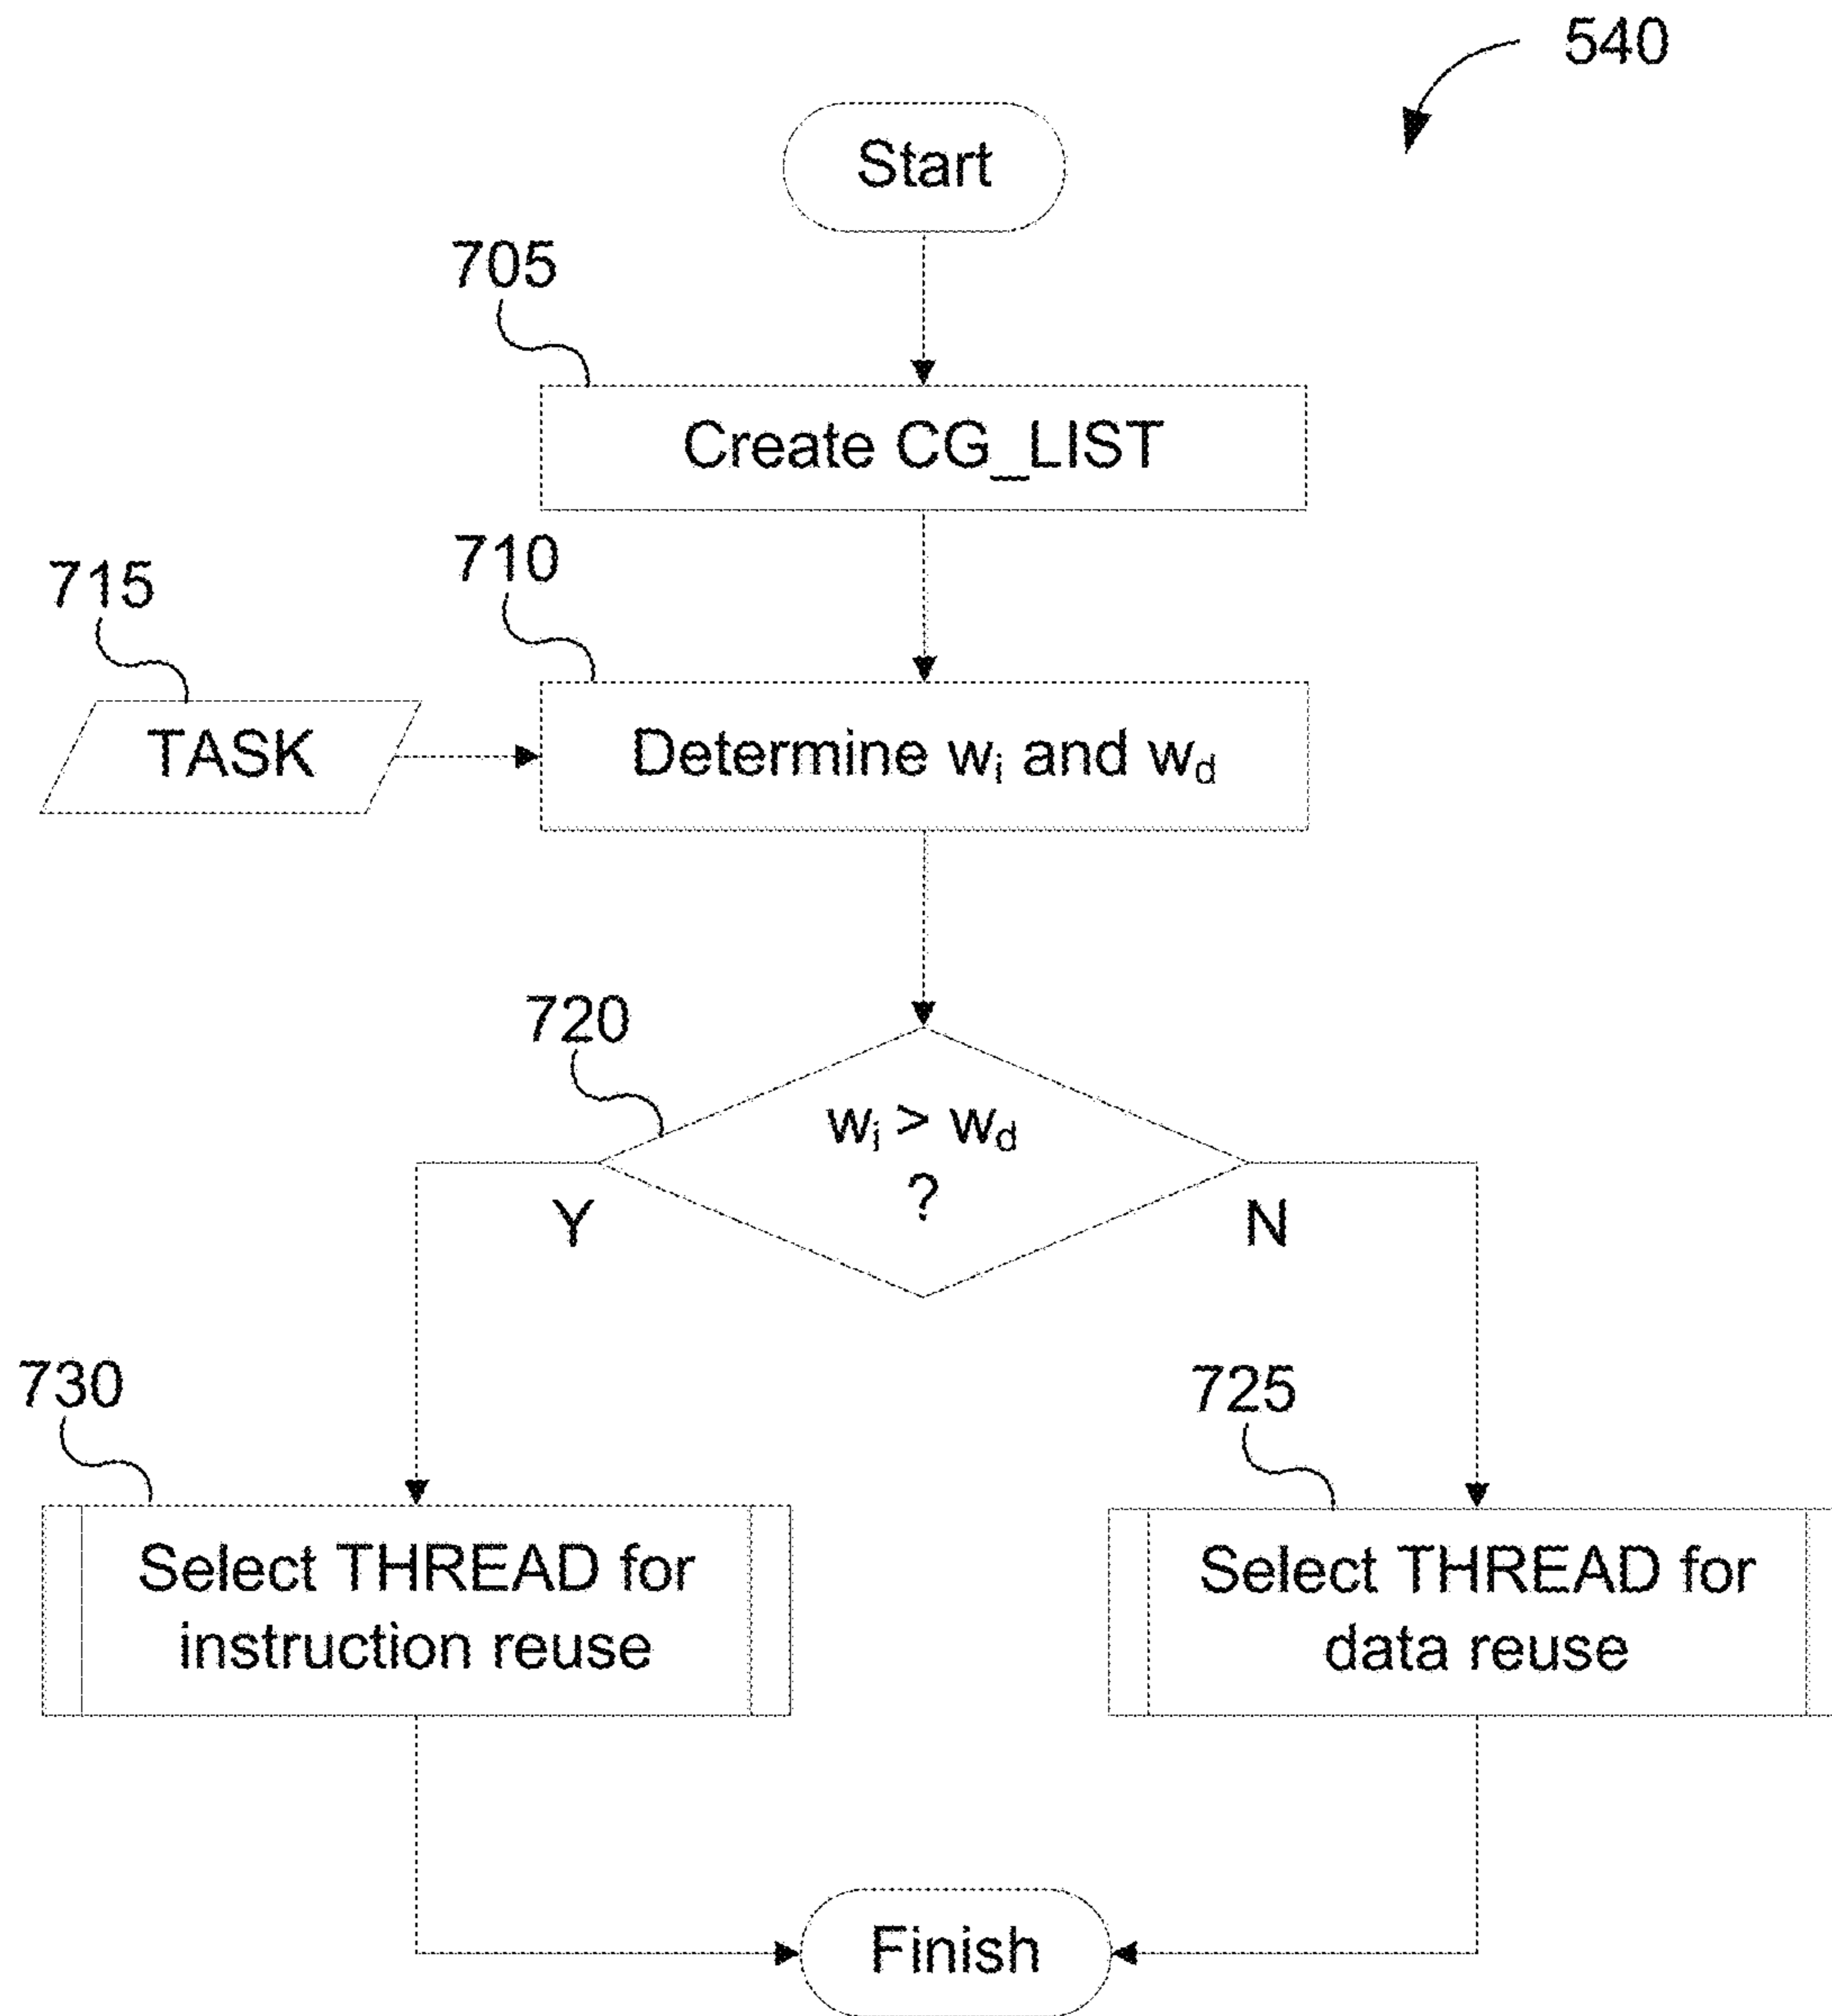 540
Start
705
Create CG_LIST
710
715
TASK
Determine wᵢ and w_d
720
wᵢ > w_d
?
Y
N
730
725
Select THREAD for
instruction reuse
Select THREAD for
data reuse
Finish